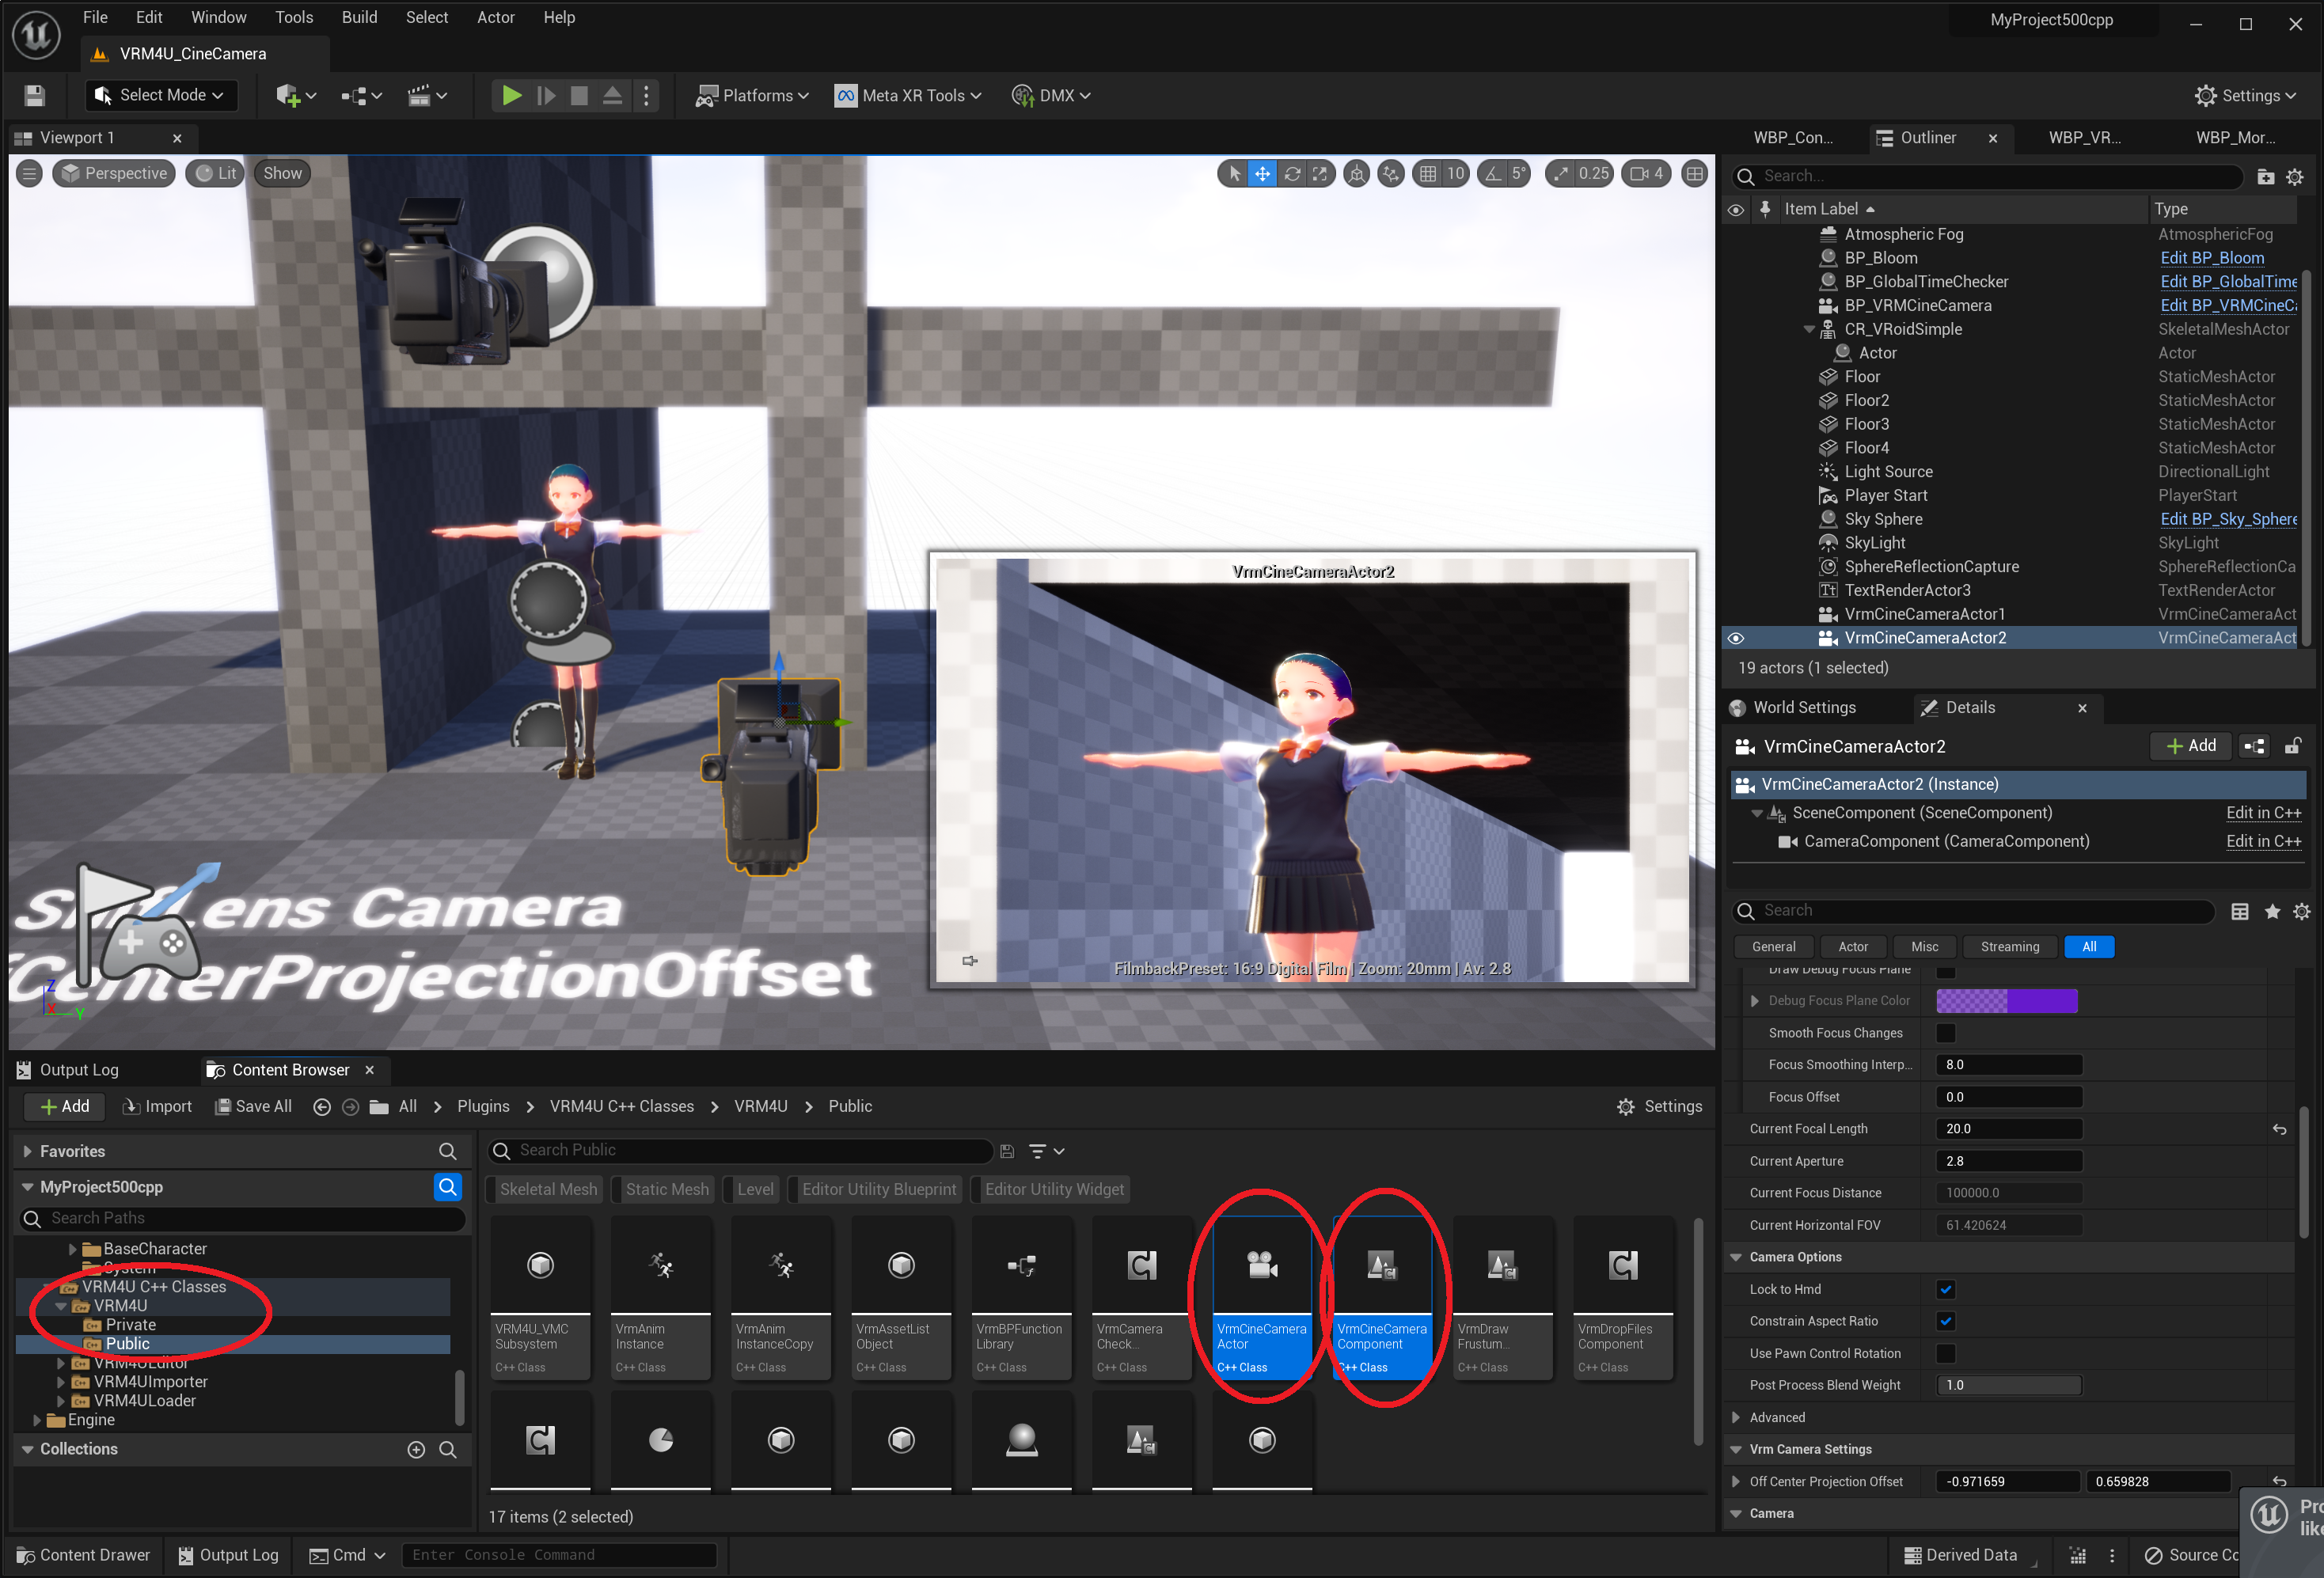 File Edit Window Tools Build Select Actor Help
MyProject500cpp
VRM4U_CineCamera
Select Mode
Platforms
Meta XR Tools
DMX
Settings
Viewport 1
Perspective
Lit
Show
10
5°
0.25
4
VrmCineCameraActor2
FilmbackPreset: 16:9 Digital Film | Zoom: 20mm | Av: 2.8
Lens Camera
CenterProjectionOffset
Z
X
Y
WBP_Con...
Outliner
WBP_VR...
WBP_Mor...
Search...
Item Label
Type
Atmospheric Fog AtmosphericFog
BP_Bloom Edit BP_Bloom
BP_GlobalTimeChecker Edit BP_GlobalTime
BP_VRMCineCamera Edit BP_VRMCineC
CR_VRoidSimple SkeletalMeshActor
Actor Actor
Floor StaticMeshActor
Floor2 StaticMeshActor
Floor3 StaticMeshActor
Floor4 StaticMeshActor
Light Source DirectionalLight
Player Start PlayerStart
Sky Sphere Edit BP_Sky_Sphere
SkyLight SkyLight
SphereReflectionCapture SphereReflectionCa
TextRenderActor3 TextRenderActor
VrmCineCameraActor1 VrmCineCameraAct
VrmCineCameraActor2 VrmCineCameraAct
19 actors (1 selected)
World Settings
Details
VrmCineCameraActor2
Add
VrmCineCameraActor2 (Instance)
SceneComponent (SceneComponent) Edit in C++
CameraComponent (CameraComponent) Edit in C++
Search
General Actor Misc Streaming All
Draw Debug Focus Plane
Debug Focus Plane Color
Smooth Focus Changes
Focus Smoothing Interp... 8.0
Focus Offset 0.0
Current Focal Length 20.0
Current Aperture 2.8
Current Focus Distance 100000.0
Current Horizontal FOV 61.420624
Camera Options
Lock to Hmd
Constrain Aspect Ratio
Use Pawn Control Rotation
Post Process Blend Weight 1.0
Advanced
Vrm Camera Settings
Off Center Projection Offset -0.971659 0.659828
Camera
Output Log
Content Browser
Add
Import
Save All
All > Plugins > VRM4U C++ Classes > VRM4U > Public
Settings
Favorites
MyProject500cpp
Search Paths
BaseCharacter
System
VRM4U C++ Classes
VRM4U
Private
Public
VRM4UEditor
VRM4UImporter
VRM4ULoader
Engine
Collections
Search Public
Skeletal Mesh
Static Mesh
Level
Editor Utility Blueprint
Editor Utility Widget
VRM4U_VMC
Subsystem
C++ Class
VrmAnim
Instance
C++ Class
VrmAnim
InstanceCopy
C++ Class
VrmAssetList
Object
C++ Class
VrmBPFunction
Library
C++ Class
VrmCamera
Check...
C++ Class
VrmCineCamera
Actor
C++ Class
VrmCineCamera
Component
C++ Class
VrmDraw
Frustum...
C++ Class
VrmDropFiles
Component
C++ Class
17 items (2 selected)
Content Drawer
Output Log
Cmd
Enter Console Command
Derived Data
Source Co
Pro
like